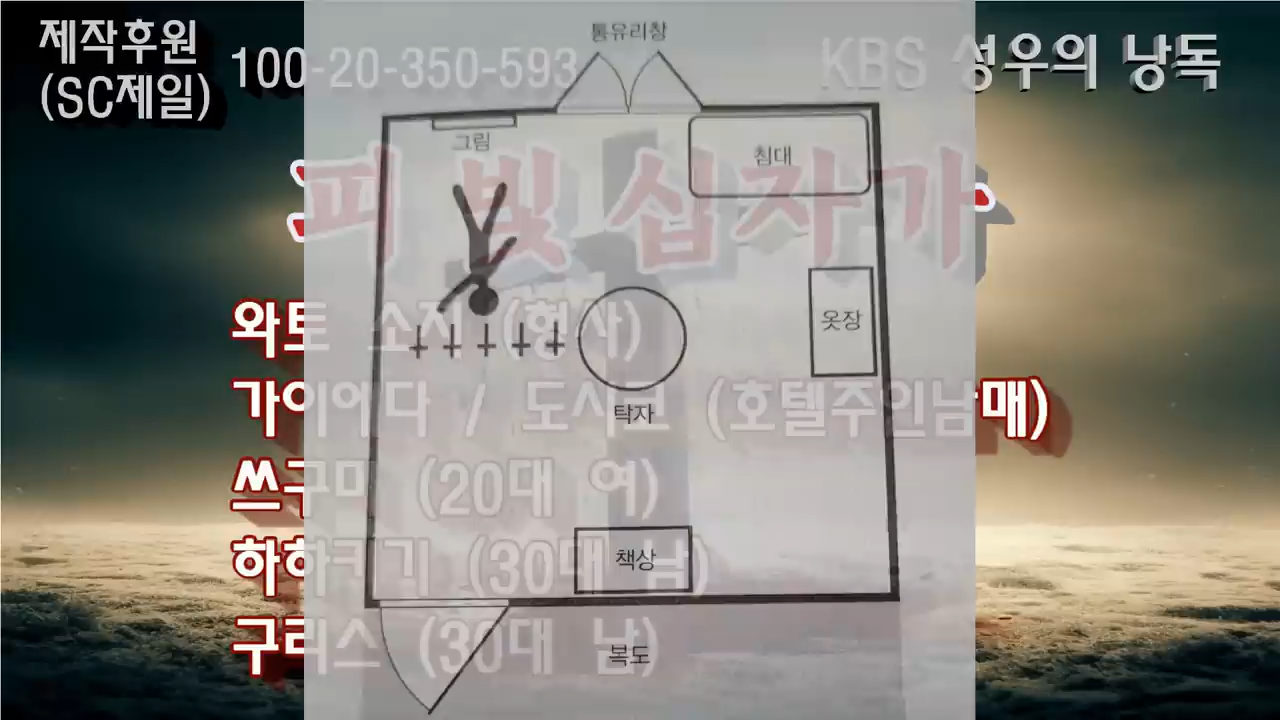 제작후원
(SC제일)
100-20-350-593
KBS 성우의 낭독
통유리창
그림
침대
피 빛 십자가
옷장
와토 소지 (형사)
가이에다 / 도시코 (호텔주인남매)
탁자
쓰구미 (20대 여)
책상
하하키기 (30대 남)
구리스 (30대 남)
복도